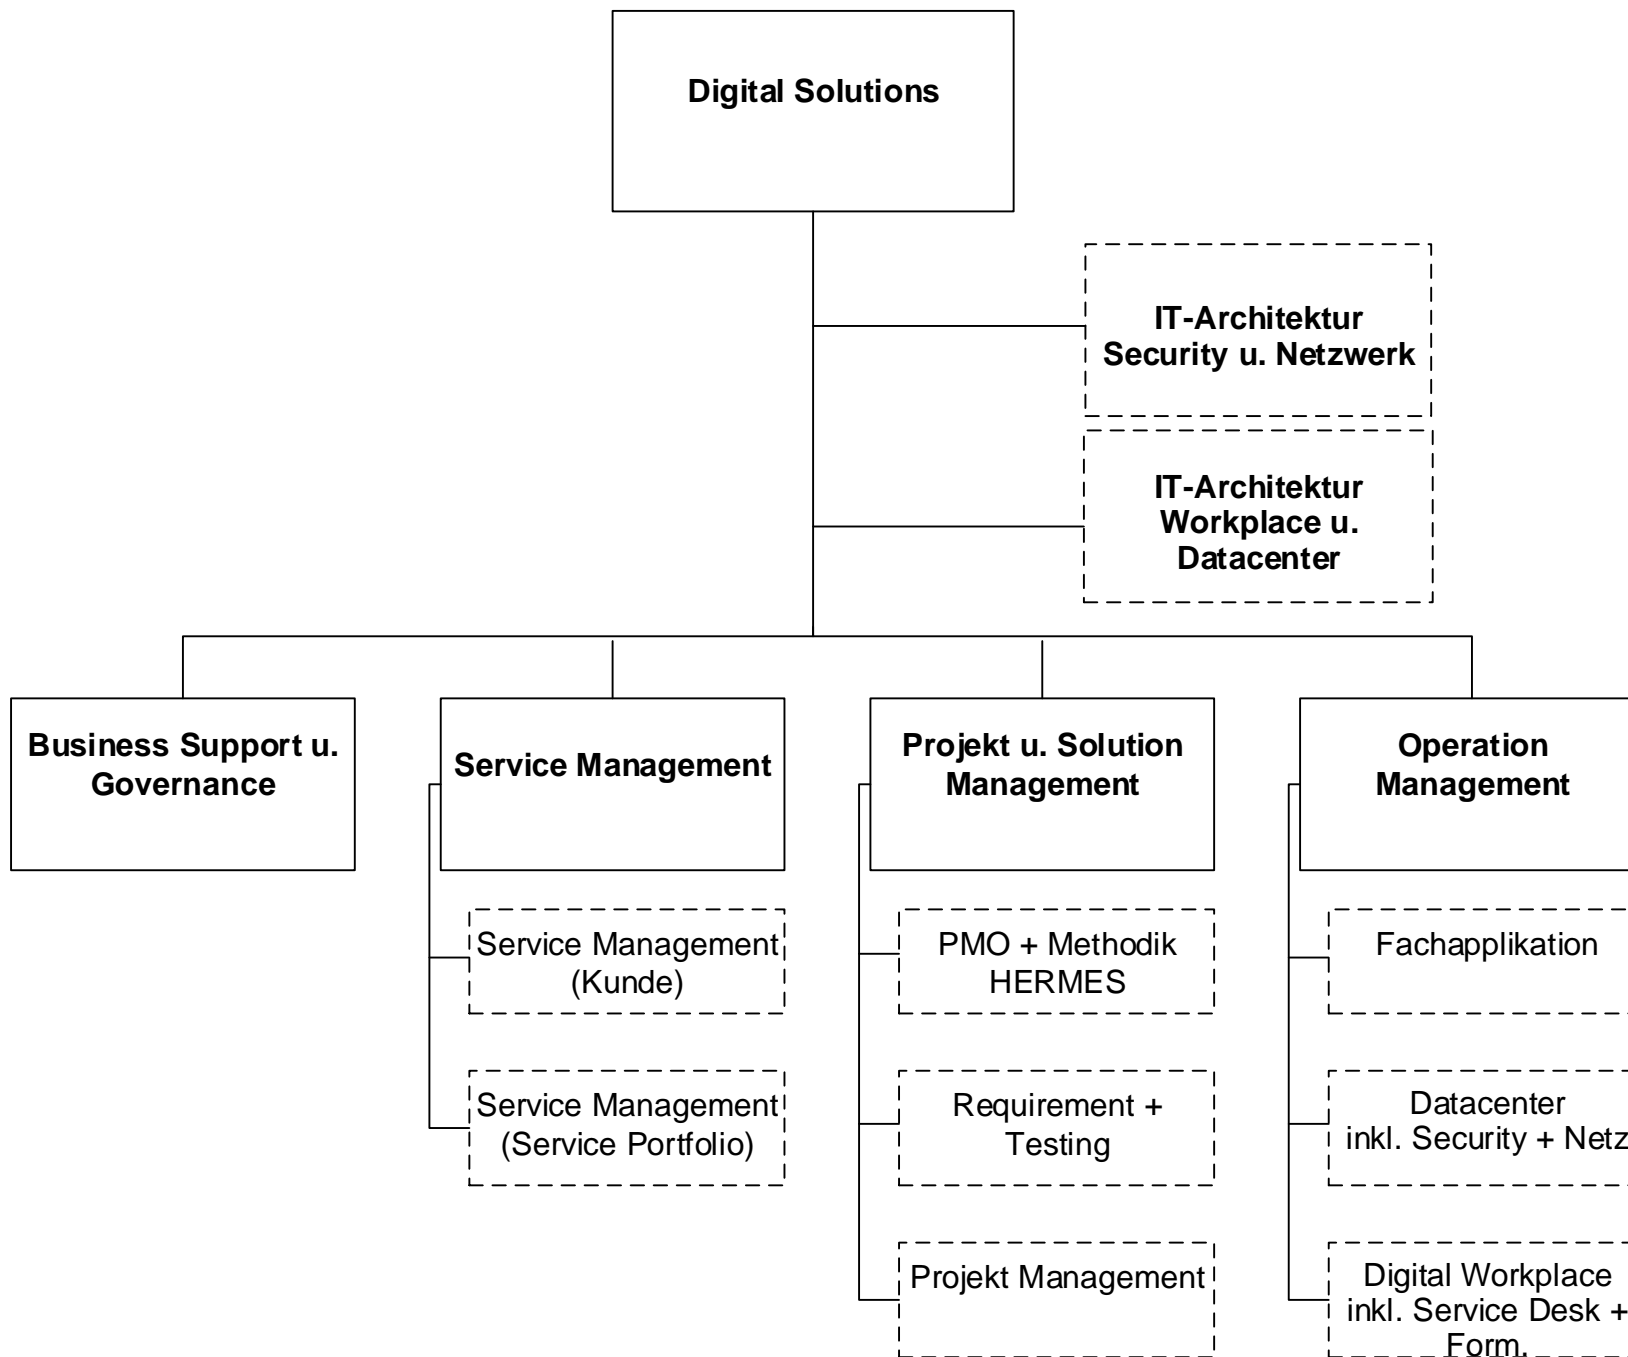 Digital Solutions
IT-Architektur
Security u. Netzwerk
IT-Architektur
Workplace u.
Datacenter
Business Support u.
Governance
Service Management
Projekt u. Solution
Management
Operation
Management
Service Management
(Kunde)
Service Management
(Service Portfolio)
PMO + Methodik
HERMES
Requirement +
Testing
Projekt Management
Fachapplikation
Datacenter
inkl. Security + Netz
Digital Workplace
inkl. Service Desk +
Form.